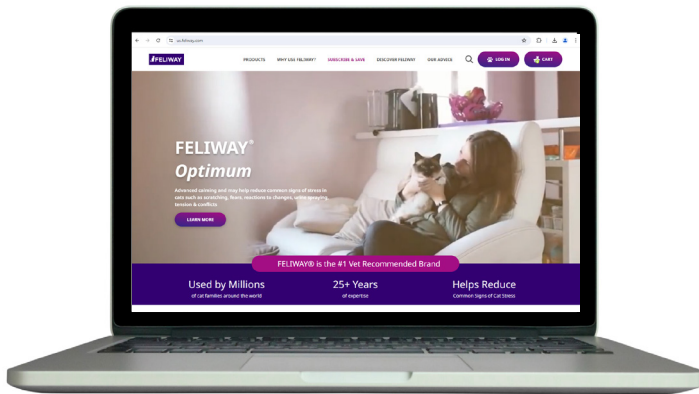 us.feliway.com
FELIWAY
PRODUCTS
WHY USE FELIWAY?
SUBSCRIBE & SAVE
DISCOVER FELIWAY
OUR ADVICE
LOG IN
CART
FELIWAY®
Optimum
Advanced calming and may help reduce common signs of stress in
cats such as scratching, fears, reactions to changes, urine spraying,
tension & conflicts
LEARN MORE
FELIWAY® is the #1 Vet Recommended Brand
Used by Millions
of cat families around the world
25+ Years
of expertise
Helps Reduce
Common Signs of Cat Stress